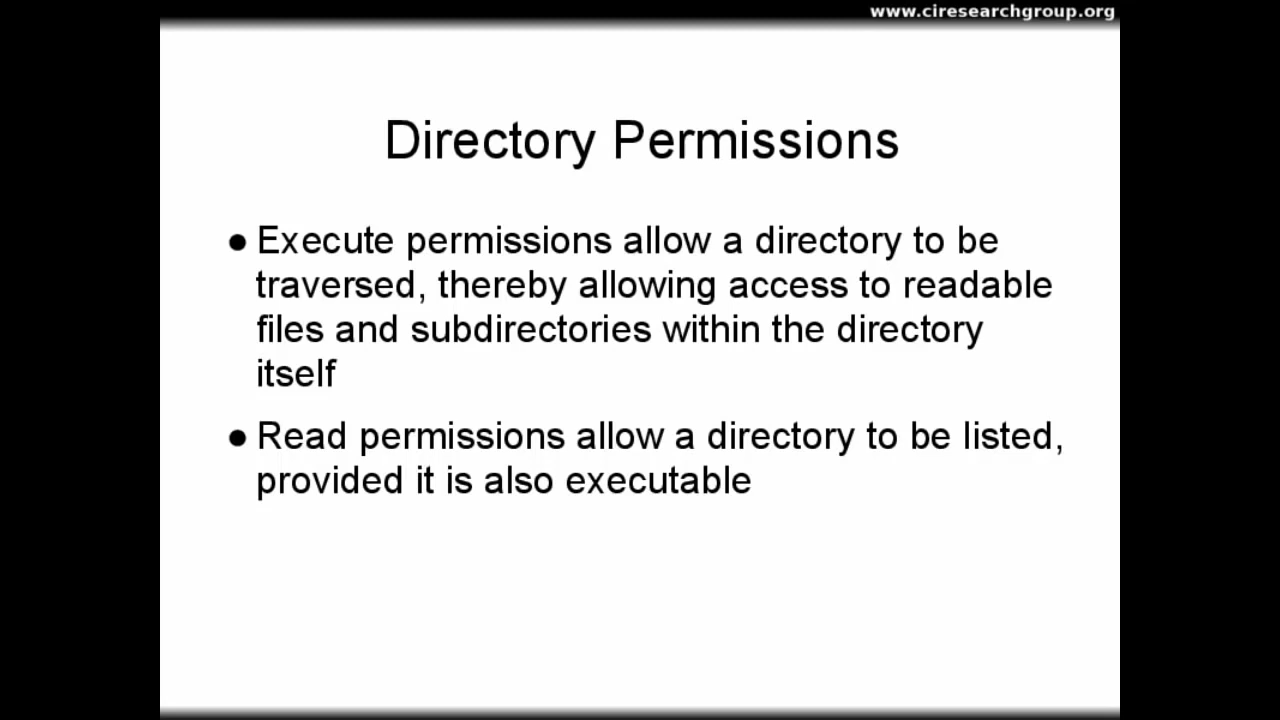 www.ciresearchgroup.org
Directory Permissions
● Execute permissions allow a directory to be
traversed, thereby allowing access to readable
files and subdirectories within the directory
itself
● Read permissions allow a directory to be listed,
provided it is also executable